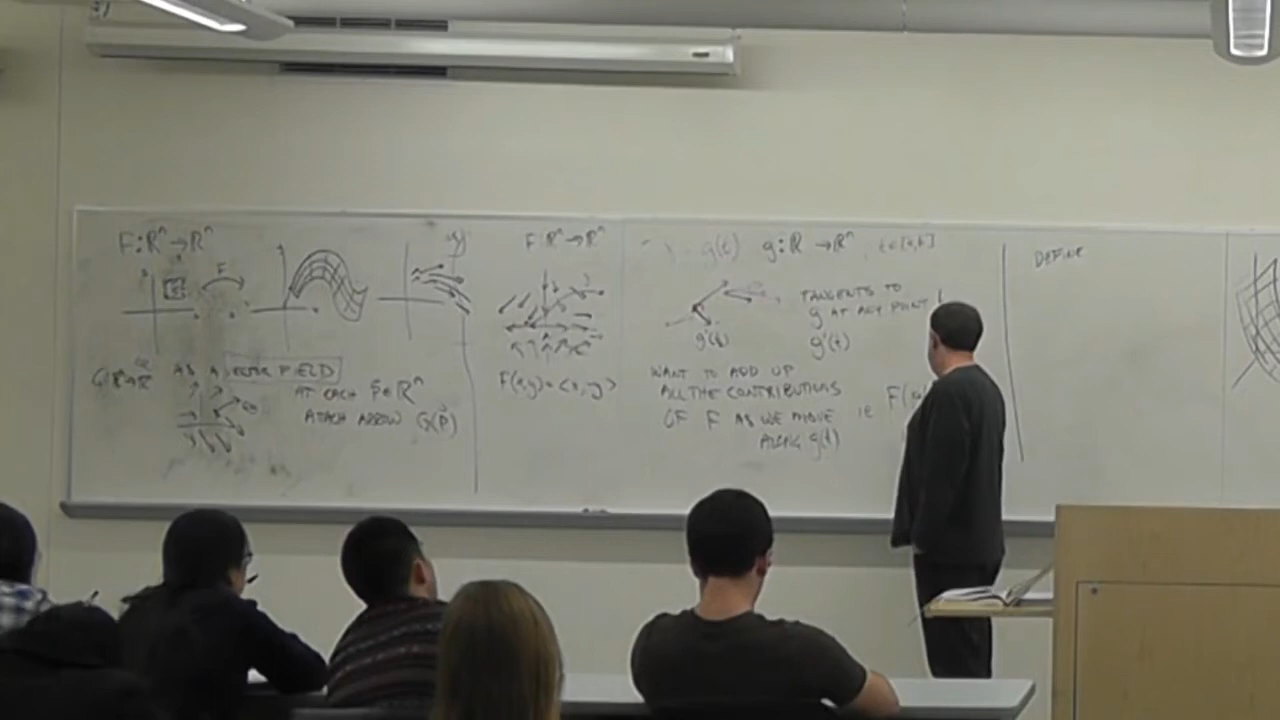 F: ℝⁿ → ℝⁿ
F
AS A VECTOR FIELD
AT EACH p⃗ ∈ ℝⁿ
ATTACH ARROW G(p⃗)
F: ℝⁿ → ℝⁿ
F(x,y) = <x, y>
g(t) g: ℝ → ℝⁿ, t ∈ [a,b]
TANGENTS TO
g AT ANY POINT t
g'(t)
g'(t)
WANT TO ADD UP
ALL THE CONTRIBUTIONS
OF F AS WE MOVE ie F(
ALONG g(t)
DEFINE